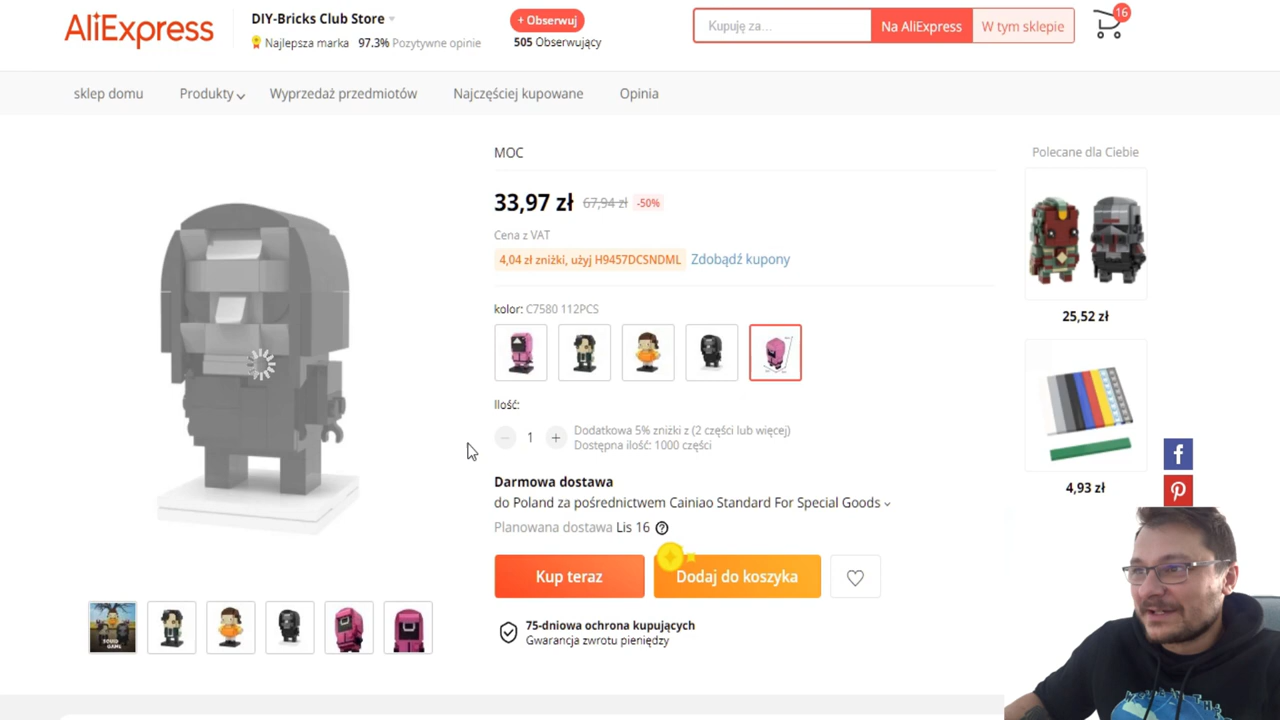 AliExpress
DIY-Bricks Club Store
Najlepsza marka 97.3% Pozytywne opinie
+ Obserwuj
505 Obserwujący
Kupuję za...
Na AliExpress
W tym sklepie
16
sklep domu
Produkty
Wyprzedaż przedmiotów
Najczęściej kupowane
Opinia
MOC
33,97 zł 67,94 zł -50%
Cena z VAT
4,04 zł zniżki, użyj H9457DCSNDML Zdobądź kupony
kolor: C7580 112PCS
Ilość:
1
Dodatkowa 5% zniżki z (2 części lub więcej)
Dostępna ilość: 1000 części
Darmowa dostawa
do Poland za pośrednictwem Cainiao Standard For Special Goods
Planowana dostawa Lis 16
Kup teraz
Dodaj do koszyka
75-dniowa ochrona kupujących
Gwarancja zwrotu pieniędzy
Polecane dla Ciebie
25,52 zł
4,93 zł
SQUID
GAME